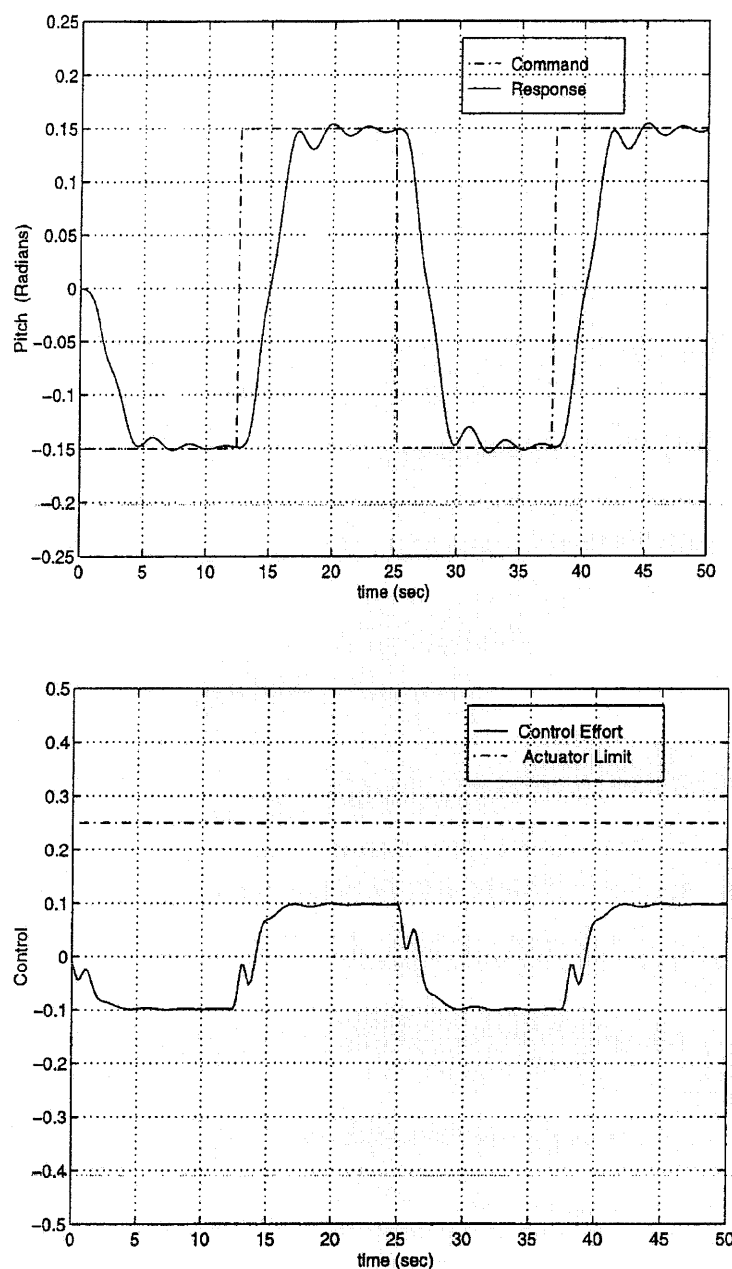 0.25
0.2
0.15
0.1
0.05
0
−0.05
−0.1
−0.15
−0.2
−0.25
Pitch (Radians)
Command
Response
0 5 10 15 20 25 30 35 40 45 50
time (sec)
0.5
0.4
0.3
0.2
0.1
0
−0.1
−0.2
−0.3
−0.4
−0.5
Control
Control Effort
Actuator Limit
0 5 10 15 20 25 30 35 40 45 50
time (sec)